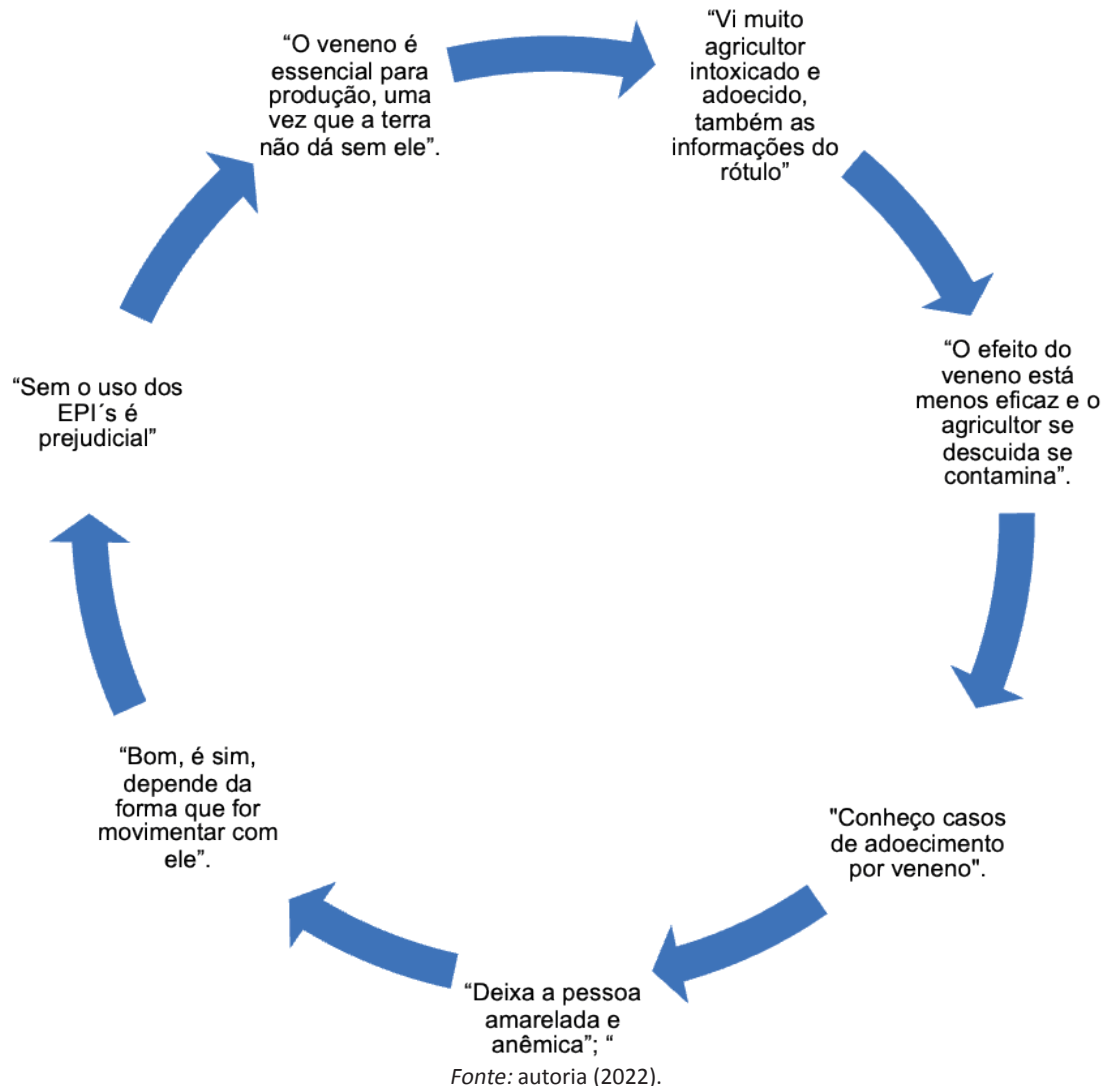 “O veneno é
essencial para
produção, uma
vez que a terra
não dá sem ele”.
“Vi muito
agricultor
intoxicado e
adoecido,
também as
informações do
rótulo”
“O efeito do
veneno está
menos eficaz e o
agricultor se
descuida se
contamina”.
"Conheço casos
de adoecimento
por veneno".
“Deixa a pessoa
amarelada e
anêmica”; “
“Bom, é sim,
depende da
forma que for
movimentar com
ele”.
“Sem o uso dos
EPI´s é
prejudicial”
Fonte: autoria (2022).